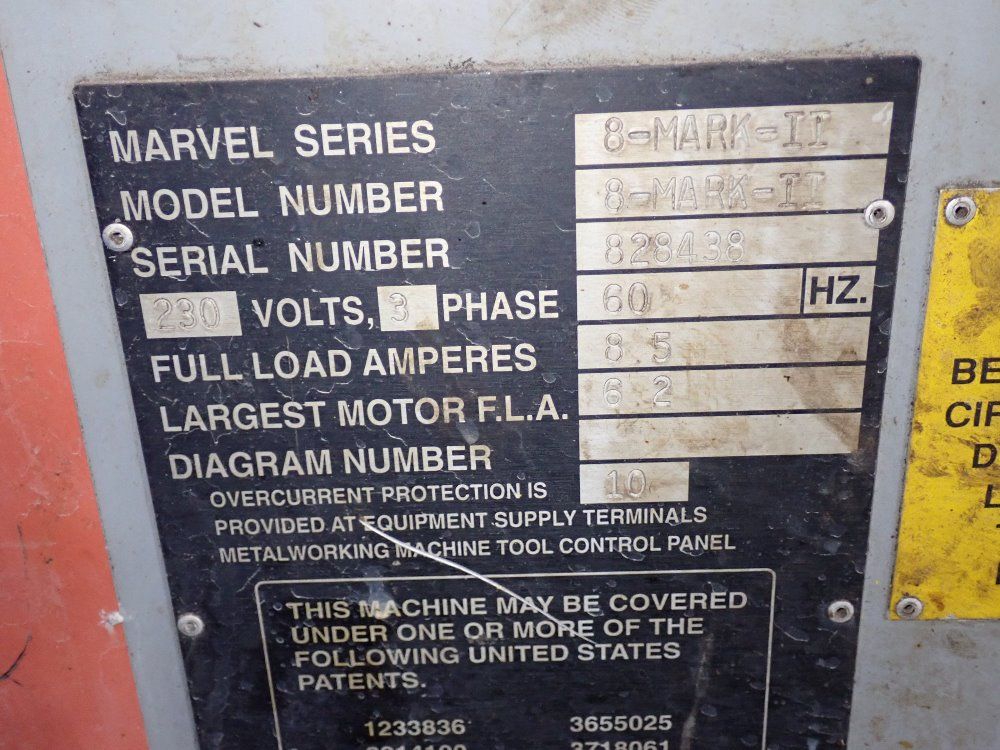 MARVEL SERIES 8-MARK-II
MODEL NUMBER 8-MARK-II
SERIAL NUMBER 828438
230 VOLTS, 3 PHASE 60 HZ.
FULL LOAD AMPERES 8 5
LARGEST MOTOR F.L.A. 6 2
DIAGRAM NUMBER
OVERCURRENT PROTECTION IS 10
PROVIDED AT EQUIPMENT SUPPLY TERMINALS
METALWORKING MACHINE TOOL CONTROL PANEL
THIS MACHINE MAY BE COVERED
UNDER ONE OR MORE OF THE
FOLLOWING UNITED STATES
PATENTS.
1233836 3655025
3718061
BE
CIR
D
L